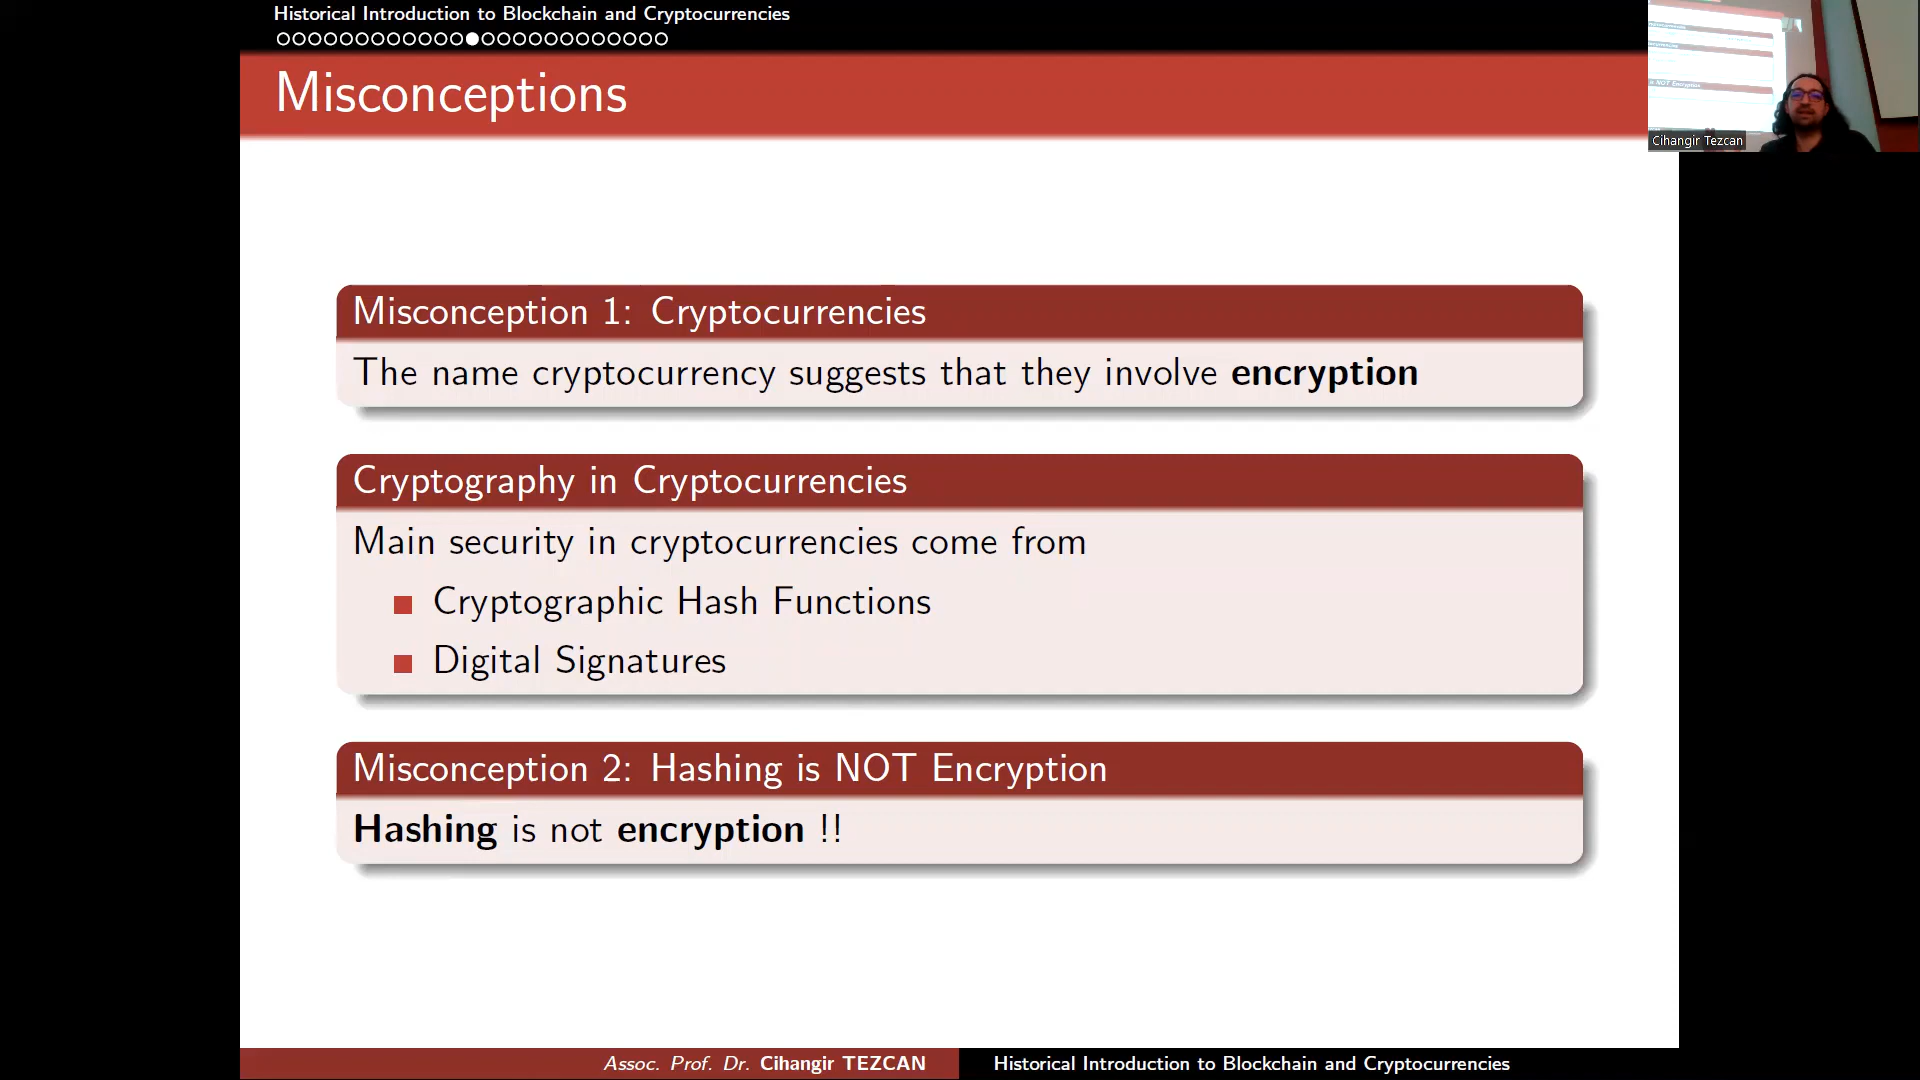 Historical Introduction to Blockchain and Cryptocurrencies
Misconceptions
Cihangir Tezcan
Misconception 1: Cryptocurrencies
The name cryptocurrency suggests that they involve encryption
Cryptography in Cryptocurrencies
Main security in cryptocurrencies come from
Cryptographic Hash Functions
Digital Signatures
Misconception 2: Hashing is NOT Encryption
Hashing is not encryption !!
Assoc. Prof. Dr. Cihangir TEZCAN
Historical Introduction to Blockchain and Cryptocurrencies